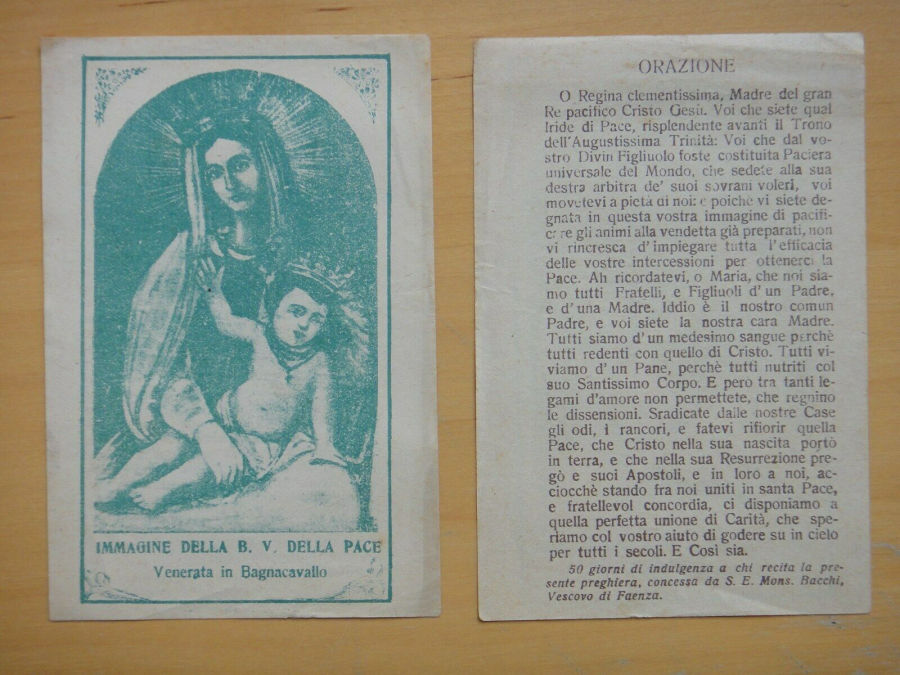 IMMAGINE DELLA B. V. DELLA PACE
Venerata in Bagnacavallo
ORAZIONE
O Regina clementissima, Madre del gran
Re pacifico Cristo Gesù. Voi che siete qual
Iride di Pace, risplendente avanti il Trono
dell'Augustissima Trinità: Voi che dal vo-
stro Divin Figliuolo foste costituita Paciera
universale del Mondo, che sedete alla sua
destra arbitra de' suoi sovrani voleri, voi
movetevi a pietà di noi: e poichè vi siete de-
gnata in questa vostra immagine di pacifi-
care gli animi alla vendetta già preparati, non
vi rincresca d'impiegare tutta l'efficacia
delle vostre intercessioni per ottenerci la
Pace. Ah ricordatevi, o Maria, che noi sia-
mo tutti Fratelli, e Figliuoli d'un Padre,
e d'una Madre. Iddio è il nostro comun
Padre, e voi siete la nostra cara Madre.
Tutti siamo d'un medesimo sangue perchè
tutti redenti con quello di Cristo. Tutti vi-
viamo d'un Pane, perchè tutti nutriti col
suo Santissimo Corpo. E pero tra tanti le-
gami d'amore non permettete, che regnino
le dissensioni. Sradicate dalle nostre Case
gli odi, i rancori, e fatevi rifiorir quella
Pace, che Cristo nella sua nascita portò
in terra, e che nella sua Resurrezione pre-
gò e suoi Apostoli, e in loro a noi, ac-
ciocchè stando fra noi uniti in santa Pace,
e fratellevol concordia, ci disponiamo a
quella perfetta unione di Carità, che spe-
riamo col vostro aiuto di godere su in cielo
per tutti i secoli. E Così sia.
50 giorni di indulgenza a chi recita la pre-
sente preghiera, concessa da S. E. Mons. Bacchi,
Vescovo di Faenza.